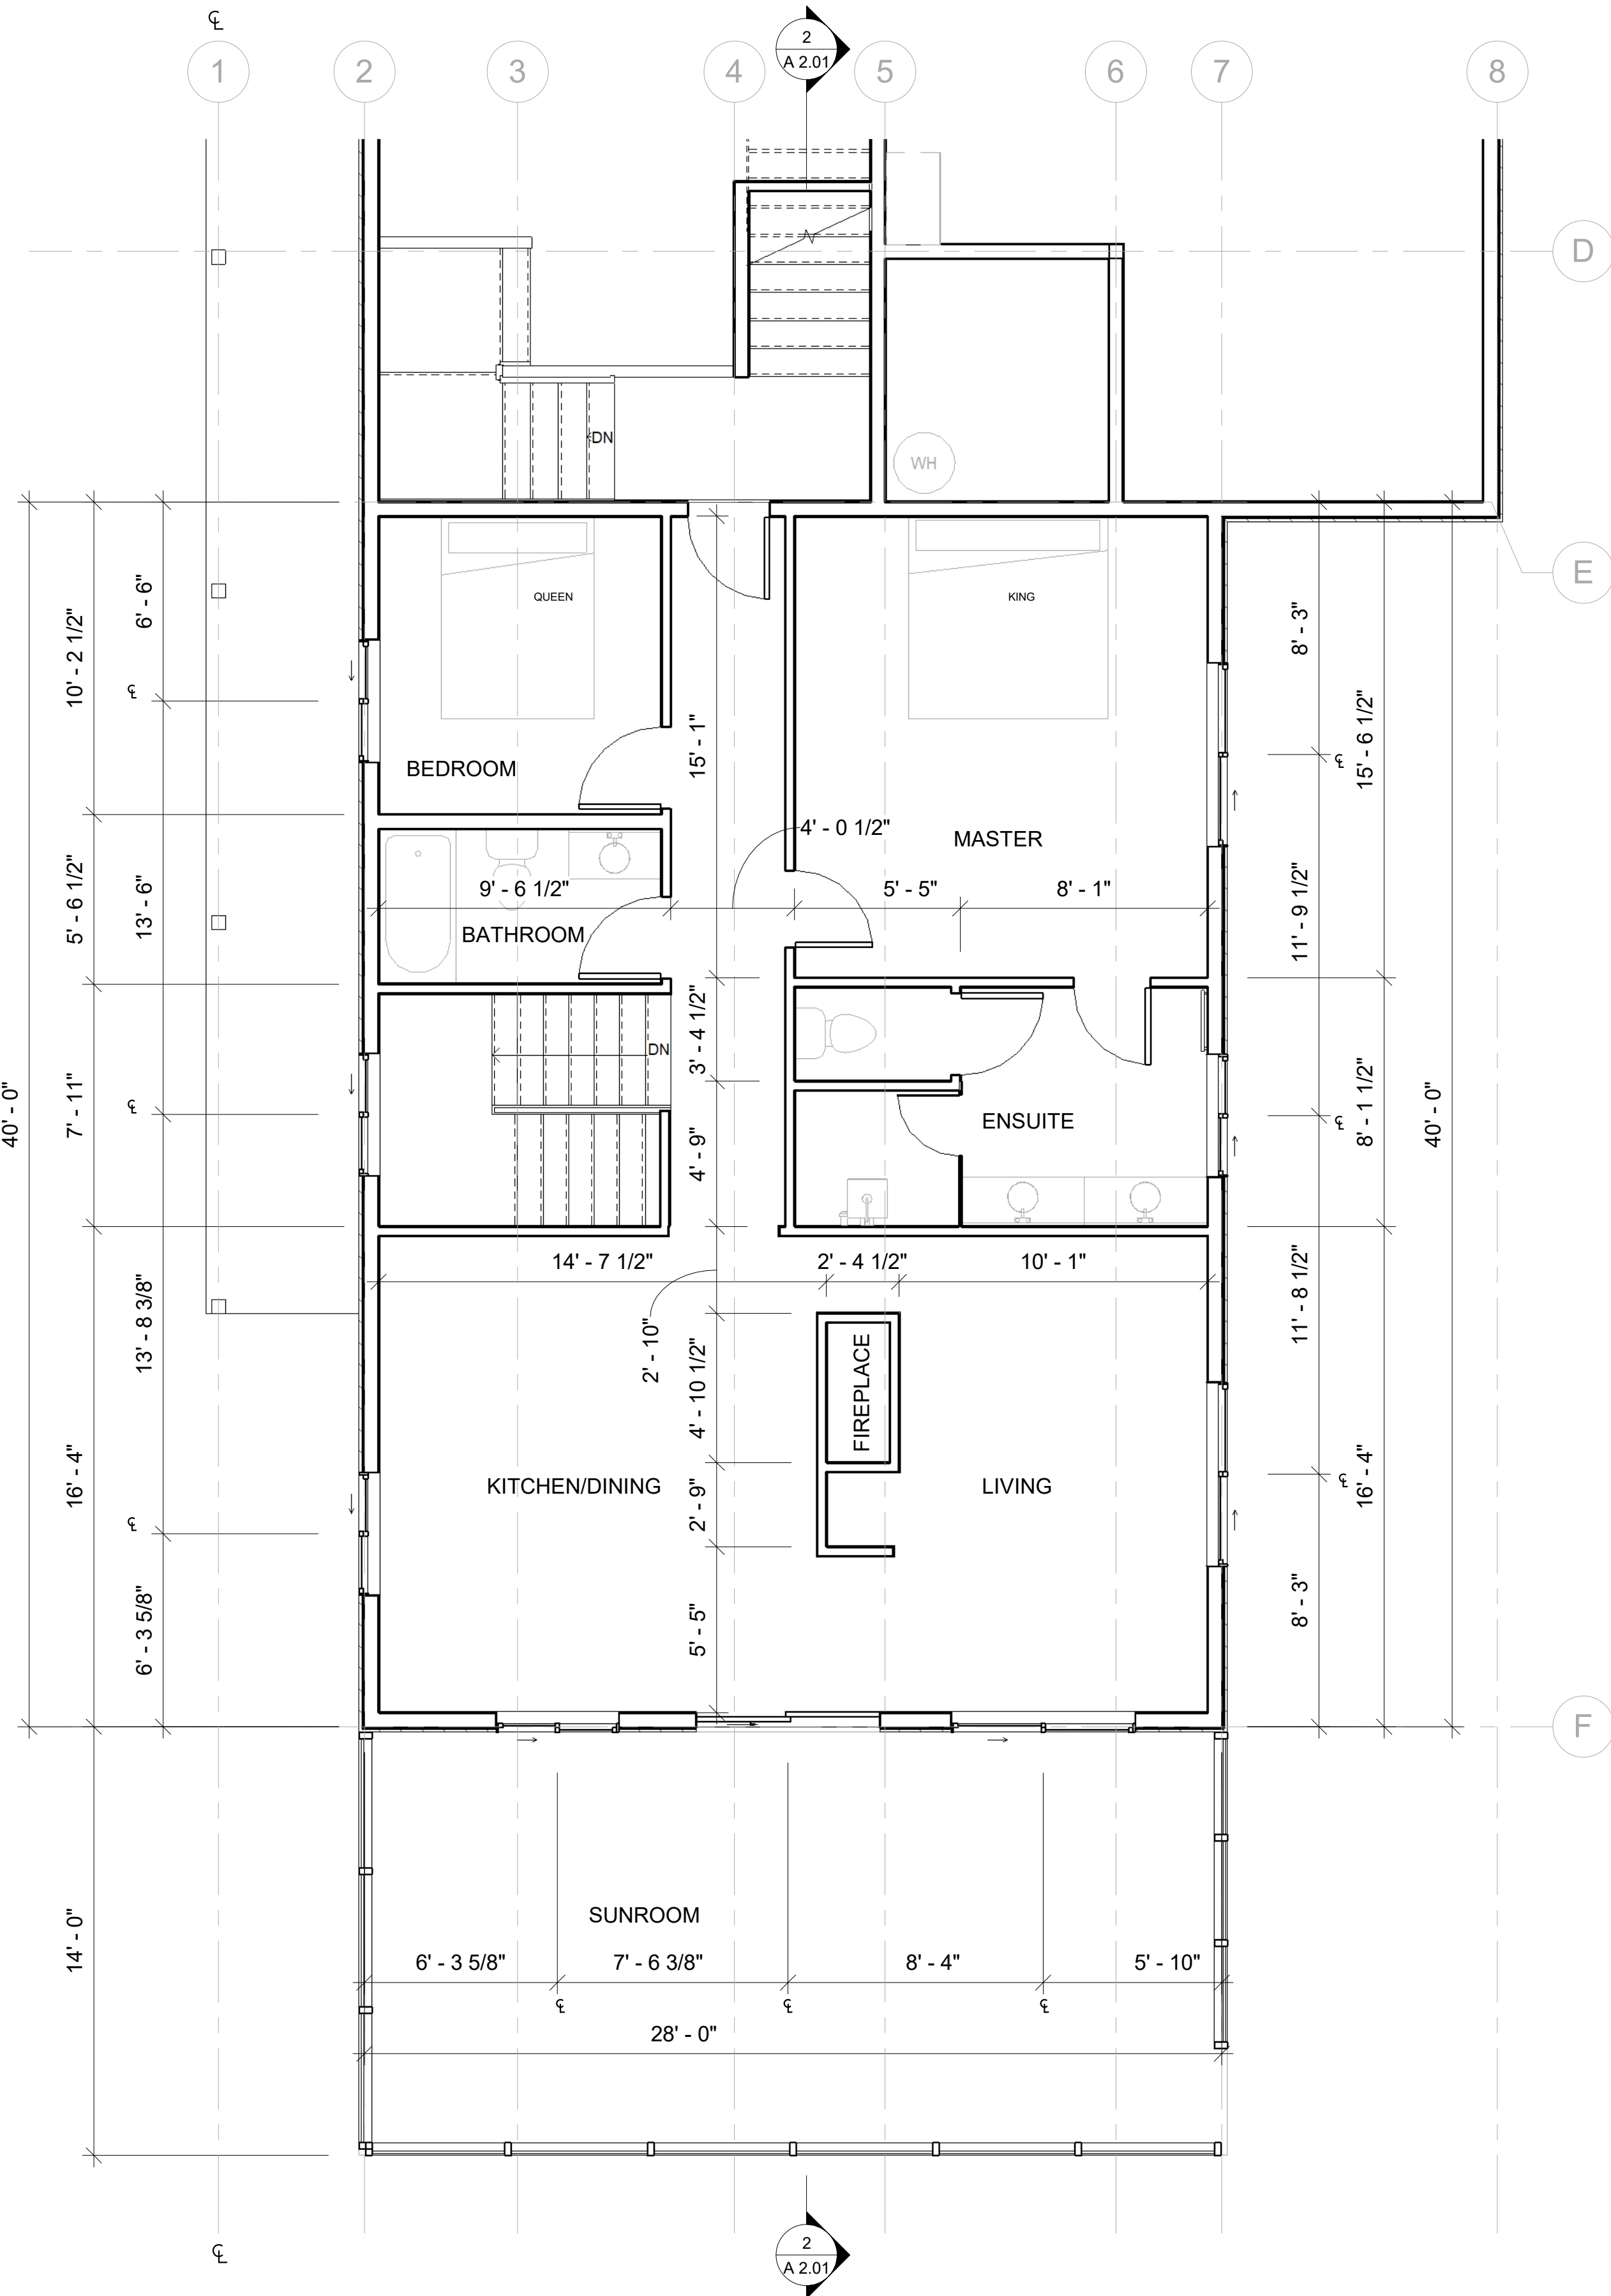 ℄
2
A 2.01
1
2
3
4
5
6
7
8
D
DN
WH
E
6' - 6"
10' - 2 1/2"
QUEEN
KING
8' - 3"
℄
15' - 1"
15' - 6 1/2"
℄
BEDROOM
4' - 0 1/2"
MASTER
9' - 6 1/2"
5' - 5"
8' - 1"
5' - 6 1/2"
13' - 6"
BATHROOM
11' - 9 1/2"
3' - 4 1/2"
DN
40' - 0"
7' - 11"
℄
ENSUITE
℄
8' - 1 1/2"
40' - 0"
4' - 9"
14' - 7 1/2"
2' - 4 1/2"
10' - 1"
13' - 8 3/8"
11' - 8 1/2"
2' - 10"
4' - 10 1/2"
FIREPLACE
16' - 4"
KITCHEN/DINING
LIVING
℄
16' - 4"
2' - 9"
℄
6' - 3 5/8"
5' - 5"
8' - 3"
F
SUNROOM
14' - 0"
6' - 3 5/8"
7' - 6 3/8"
8' - 4"
5' - 10"
℄
℄
℄
28' - 0"
℄
2
A 2.01